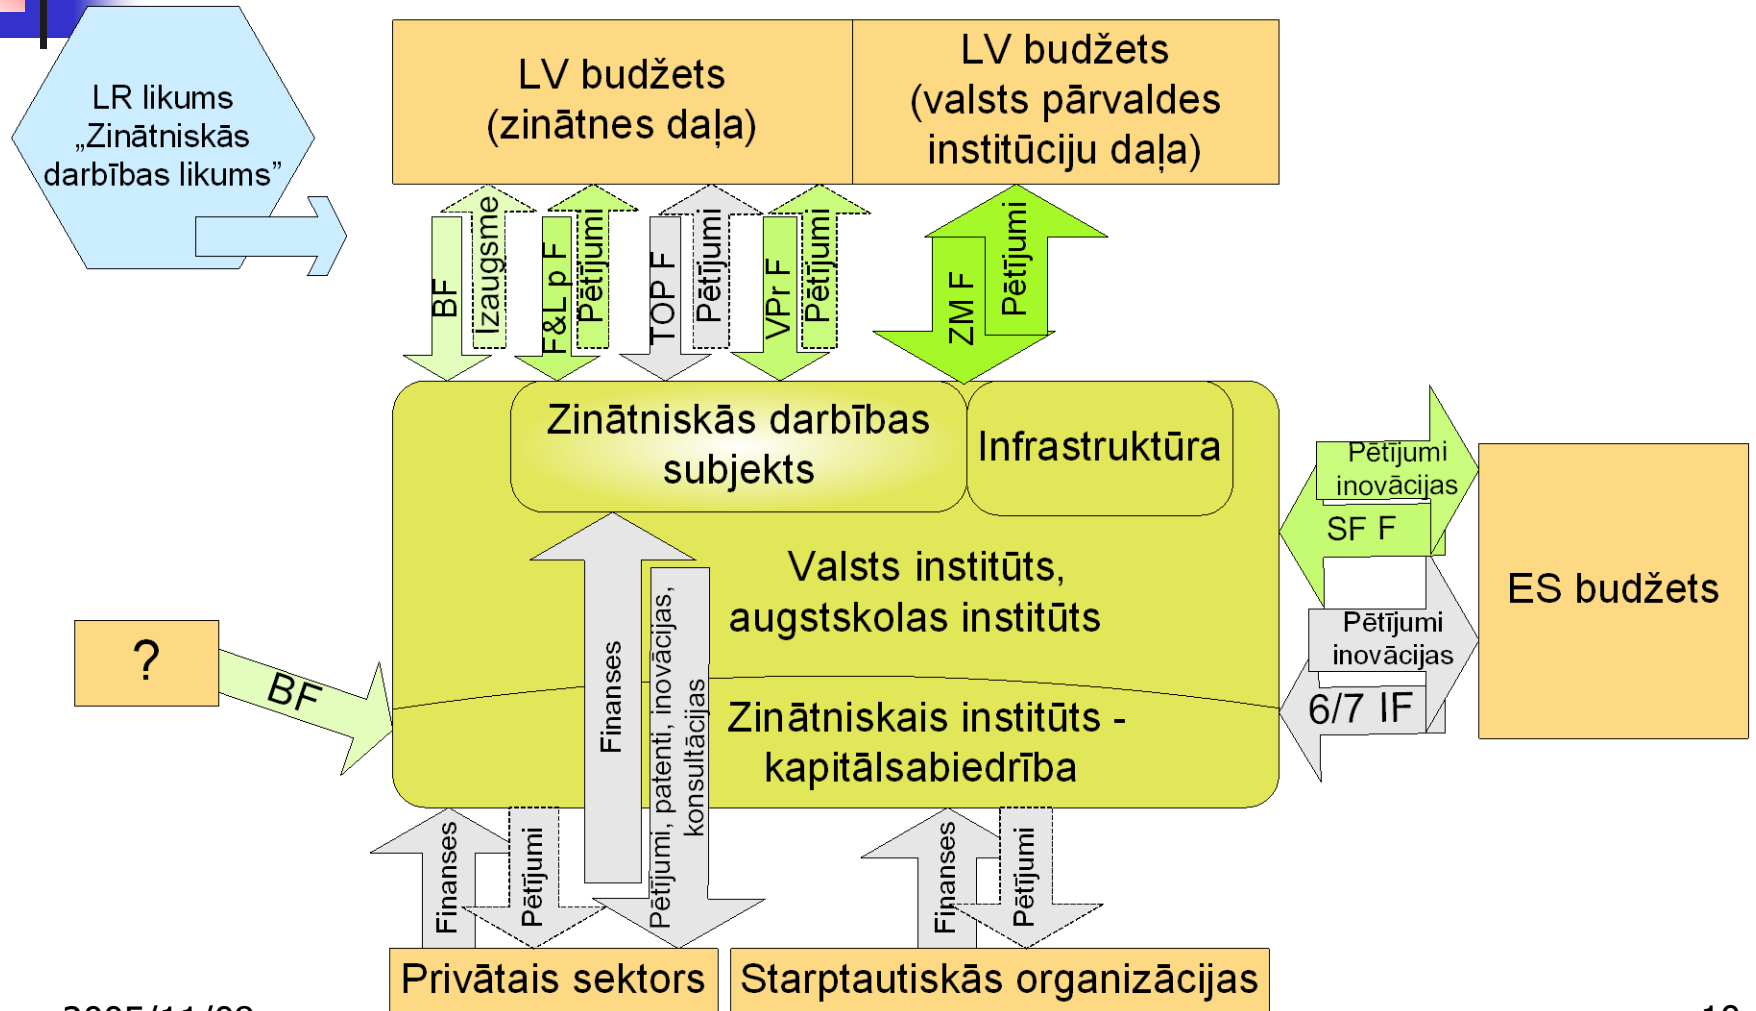 LR likums
„Zinātniskās
darbības likums”
LV budžets
(zinātnes daļa)
LV budžets
(valsts pārvaldes
institūciju daļa)
BF
Izaugsme
F&L p F
Pētījumi
TOP F
Pētījumi
VPr F
Pētījumi
ZM F
Pētījumi
Zinātniskās darbības
subjekts
Infrastruktūra
Valsts institūts,
augstskolas institūts
Zinātniskais institūts -
kapitālsabiedrība
Pētījumi
inovācijas
SF F
Pētījumi
inovācijas
6/7 IF
ES budžets
?
BF
Finanses
Pētījumi, patenti, inovācijas,
konsultācijas
Finanses
Pētījumi
Finanses
Pētījumi
Privātais sektors
Starptautiskās organizācijas